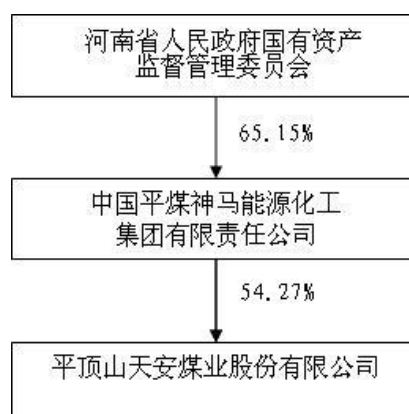 河南省人民政府国有资产
监督管理委员会
65.15%
中国平煤神马能源化工
集团有限责任公司
54.27%
平顶山天安煤业股份有限公司